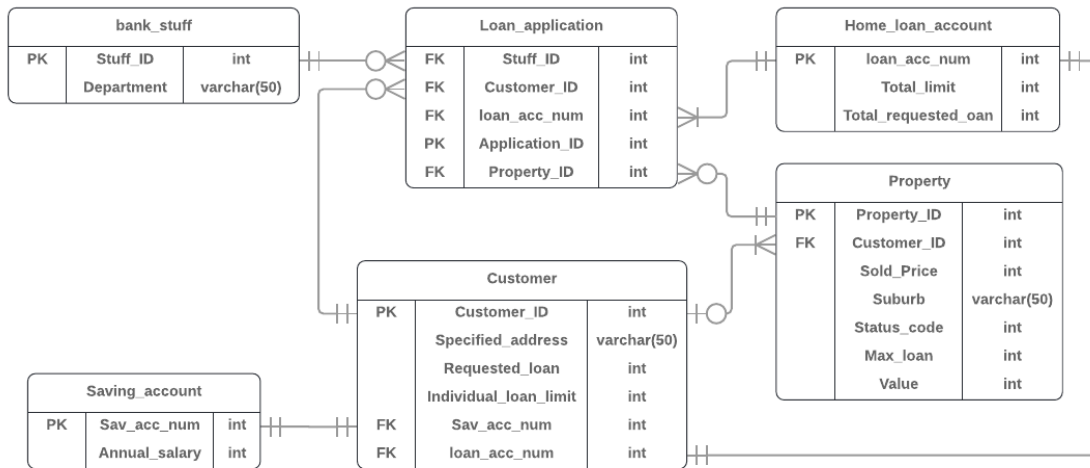 bank_stuff
PK Stuff_ID int
Department varchar(50)
Loan_application
FK Stuff_ID int
FK Customer_ID int
FK loan_acc_num int
PK Application_ID int
FK Property_ID int
Home_loan_account
PK loan_acc_num int
Total_limit int
Total_requested_oan int
Property
PK Property_ID int
FK Customer_ID int
Sold_Price int
Suburb varchar(50)
Status_code int
Max_loan int
Value int
Customer
PK Customer_ID int
Specified_address varchar(50)
Requested_loan int
Individual_loan_limit int
FK Sav_acc_num int
FK loan_acc_num int
Saving_account
PK Sav_acc_num int
Annual_salary int